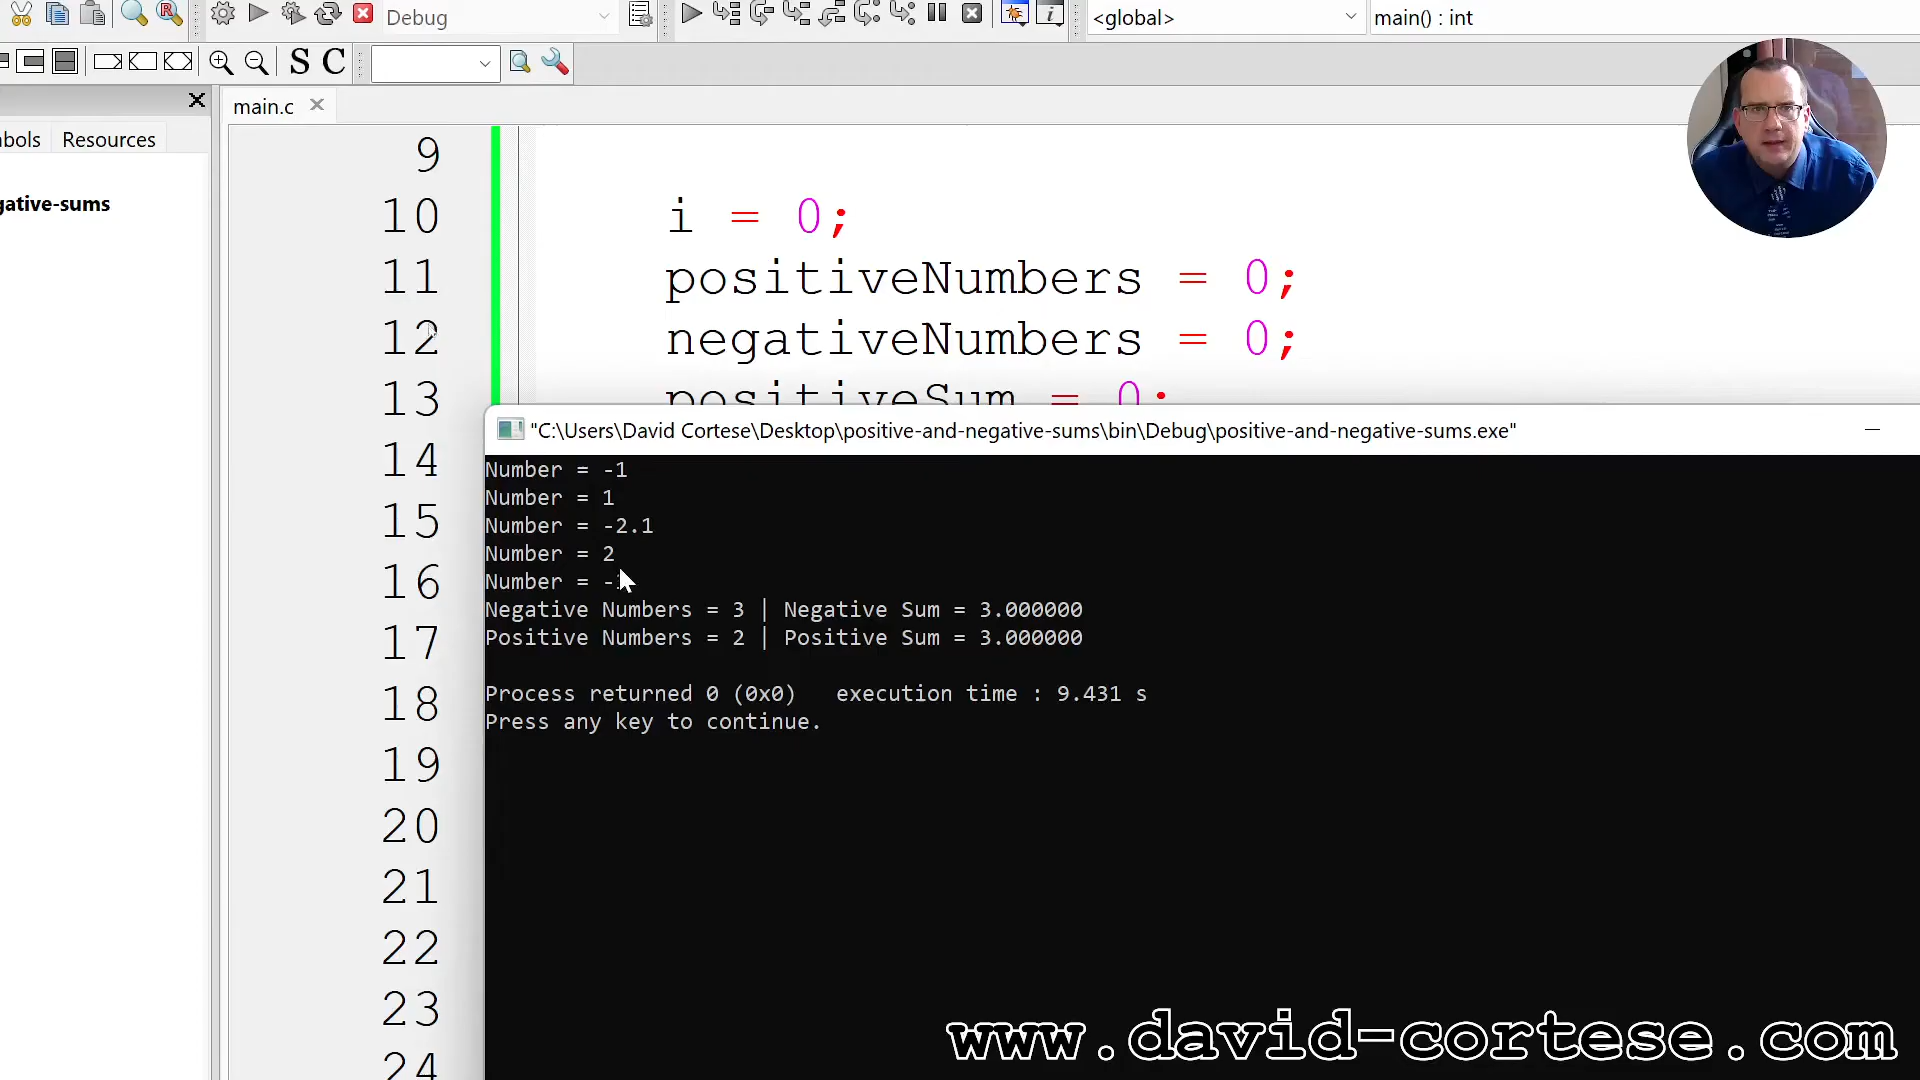 Debug
<global>
main() : int
S C
main.c
bols Resources
gative-sums
9
10 i = 0;
11 positiveNumbers = 0;
12 negativeNumbers = 0;
13 positiveSum = 0;
14
15
16
17
18
19
20
21
22
23
24
"C:\Users\David Cortese\Desktop\positive-and-negative-sums\bin\Debug\positive-and-negative-sums.exe"
Number = -1
Number = 1
Number = -2.1
Number = 2
Number = -
Negative Numbers = 3 | Negative Sum = 3.000000
Positive Numbers = 2 | Positive Sum = 3.000000
Process returned 0 (0x0) execution time : 9.431 s
Press any key to continue.
www.david-cortese.com